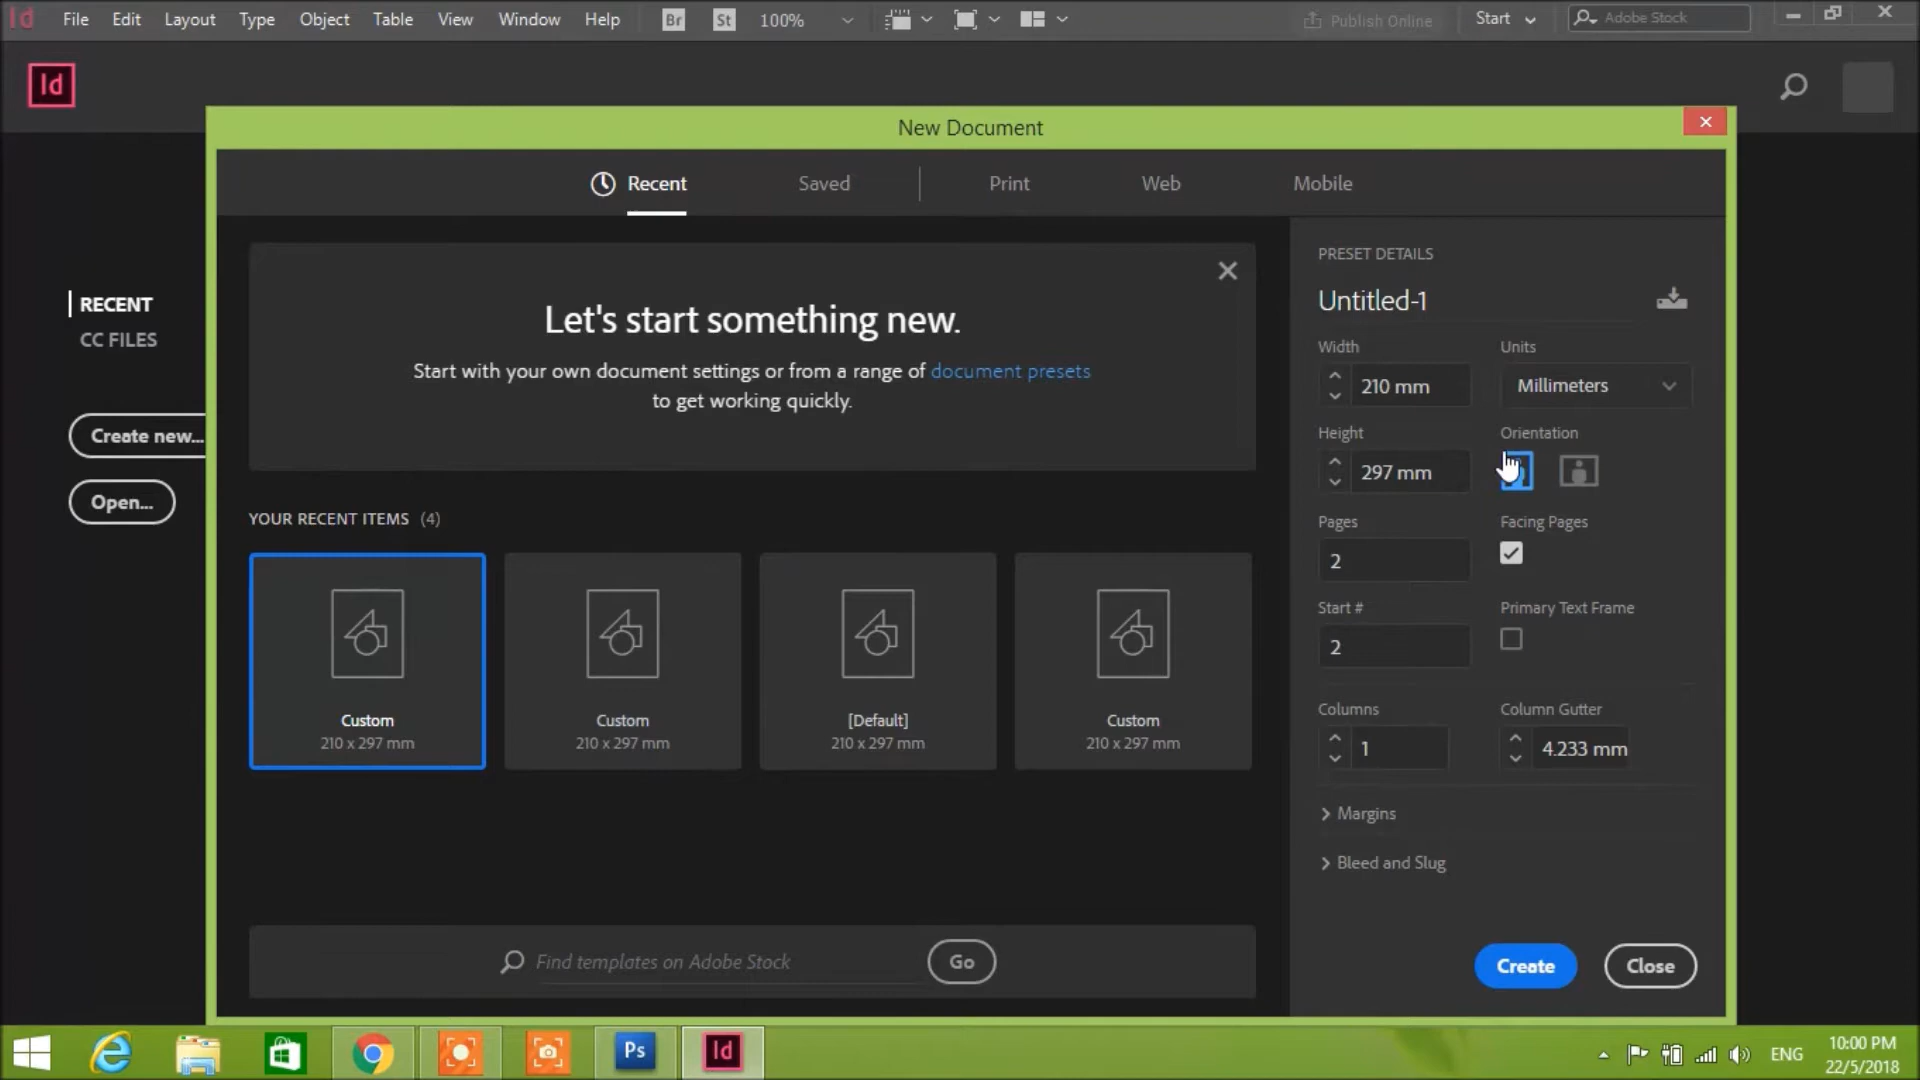 Id File Edit Layout Type Object Table View Window Help Br St 100% Publish Online Start Adobe Stock
Id
New Document
Recent Saved Print Web Mobile
RECENT
CC FILES
Create new...
Open...
Let's start something new.
Start with your own document settings or from a range of document presets
to get working quickly.
YOUR RECENT ITEMS (4)
Custom
210 x 297 mm
Custom
210 x 297 mm
[Default]
210 x 297 mm
Custom
210 x 297 mm
Find templates on Adobe Stock Go
PRESET DETAILS
Untitled-1
Width Units
210 mm Millimeters
Height Orientation
297 mm
Pages Facing Pages
2
Start # Primary Text Frame
2
Columns Column Gutter
1 4.233 mm
Margins
Bleed and Slug
Create Close
Ps Id
ENG 10:00 PM
22/5/2018